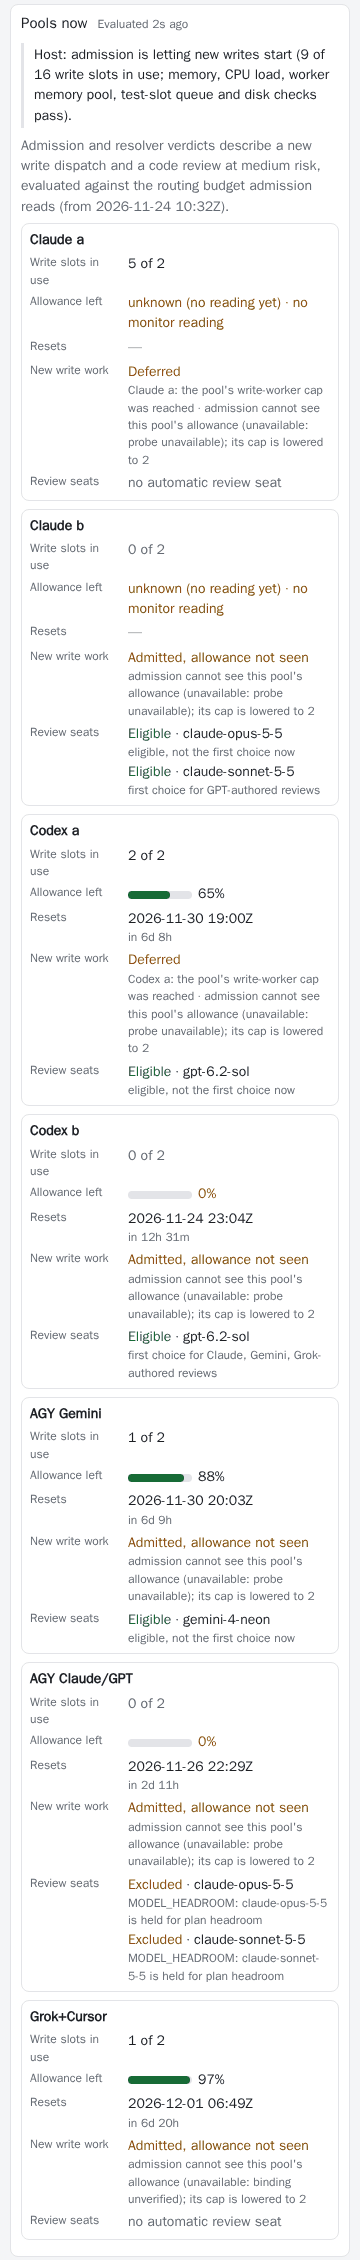 Pools now Evaluated 2s ago
Host: admission is letting new writes start (9 of
16 write slots in use; memory, CPU load, worker
memory pool, test-slot queue and disk checks
pass).
Admission and resolver verdicts describe a new
write dispatch and a code review at medium risk,
evaluated against the routing budget admission
reads (from 2026-11-24 10:32Z).
Claude a
Write slots in
use
5 of 2
Allowance left
unknown (no reading yet) · no
monitor reading
Resets
—
New write work
Deferred
Claude a: the pool's write-worker cap
was reached · admission cannot see
this pool's allowance (unavailable:
probe unavailable); its cap is lowered
to 2
Review seats
no automatic review seat
Claude b
Write slots in
use
0 of 2
Allowance left
unknown (no reading yet) · no
monitor reading
Resets
—
New write work
Admitted, allowance not seen
admission cannot see this pool's
allowance (unavailable: probe
unavailable); its cap is lowered to 2
Review seats
Eligible · claude-opus-5-5
eligible, not the first choice now
Eligible · claude-sonnet-5-5
first choice for GPT-authored reviews
Codex a
Write slots in
use
2 of 2
Allowance left
65%
Resets
2026-11-30 19:00Z
in 6d 8h
New write work
Deferred
Codex a: the pool's write-worker cap
was reached · admission cannot see
this pool's allowance (unavailable:
probe unavailable); its cap is lowered
to 2
Review seats
Eligible · gpt-6.2-sol
eligible, not the first choice now
Codex b
Write slots in
use
0 of 2
Allowance left
0%
Resets
2026-11-24 23:04Z
in 12h 31m
New write work
Admitted, allowance not seen
admission cannot see this pool's
allowance (unavailable: probe
unavailable); its cap is lowered to 2
Review seats
Eligible · gpt-6.2-sol
first choice for Claude, Gemini, Grok-
authored reviews
AGY Gemini
Write slots in
use
1 of 2
Allowance left
88%
Resets
2026-11-30 20:03Z
in 6d 9h
New write work
Admitted, allowance not seen
admission cannot see this pool's
allowance (unavailable: probe
unavailable); its cap is lowered to 2
Review seats
Eligible · gemini-4-neon
eligible, not the first choice now
AGY Claude/GPT
Write slots in
use
0 of 2
Allowance left
0%
Resets
2026-11-26 22:29Z
in 2d 11h
New write work
Admitted, allowance not seen
admission cannot see this pool's
allowance (unavailable: probe
unavailable); its cap is lowered to 2
Review seats
Excluded · claude-opus-5-5
MODEL_HEADROOM: claude-opus-5-5
is held for plan headroom
Excluded · claude-sonnet-5-5
MODEL_HEADROOM: claude-sonnet-
5-5 is held for plan headroom
Grok+Cursor
Write slots in
use
1 of 2
Allowance left
97%
Resets
2026-12-01 06:49Z
in 6d 20h
New write work
Admitted, allowance not seen
admission cannot see this pool's
allowance (unavailable: binding
unverified); its cap is lowered to 2
Review seats
no automatic review seat